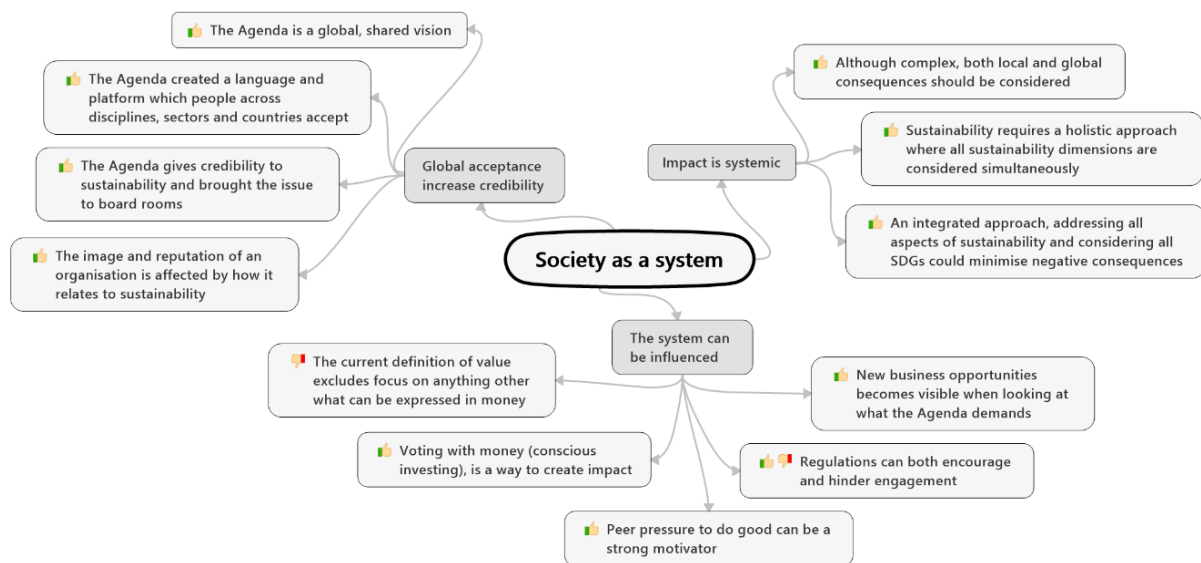 Society as a system
Global acceptance
increase credibility
The Agenda is a global, shared vision
The Agenda created a language and
platform which people across
disciplines, sectors and countries accept
The Agenda gives credibility to
sustainability and brought the issue
to board rooms
The image and reputation of an
organisation is affected by how it
relates to sustainability
Impact is systemic
Although complex, both local and global
consequences should be considered
Sustainability requires a holistic approach
where all sustainability dimensions are
considered simultaneously
An integrated approach, addressing all
aspects of sustainability and considering all
SDGs could minimise negative consequences
The system can
be influenced
The current definition of value
excludes focus on anything other
what can be expressed in money
Voting with money (conscious
investing), is a way to create impact
Peer pressure to do good can be a
strong motivator
Regulations can both encourage
and hinder engagement
New business opportunities
becomes visible when looking at
what the Agenda demands